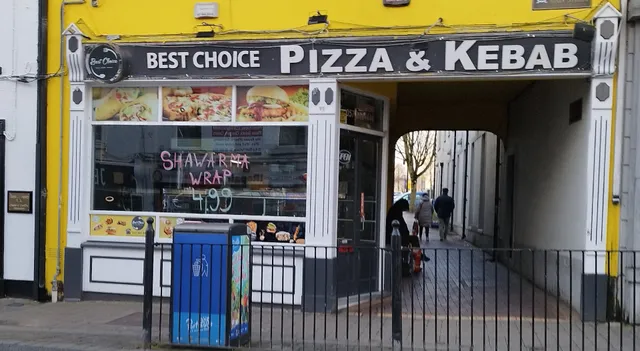 Best Choice
BEST CHOICE PIZZA & KEBAB
SHAWARMA
WRAP
4.99